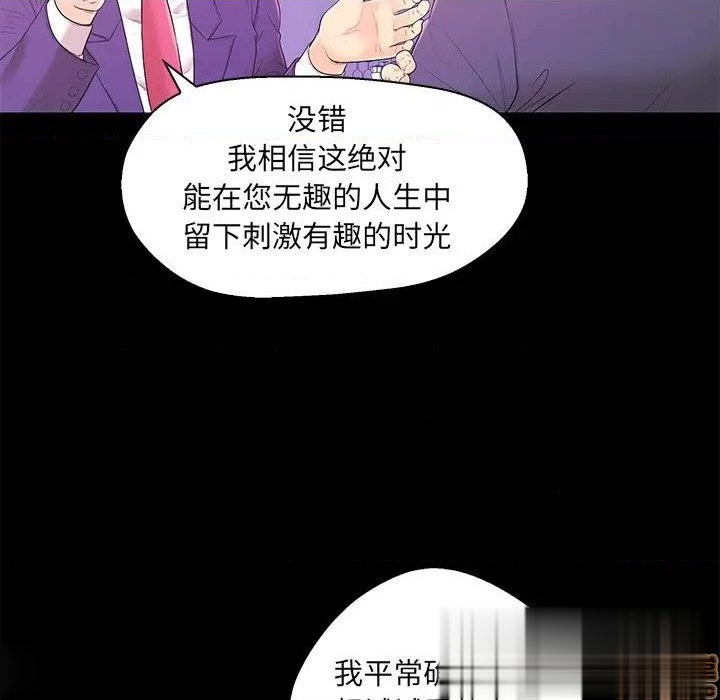 没错
我相信这绝对
能在您无趣的人生中
留下刺激有趣的时光
我平常确